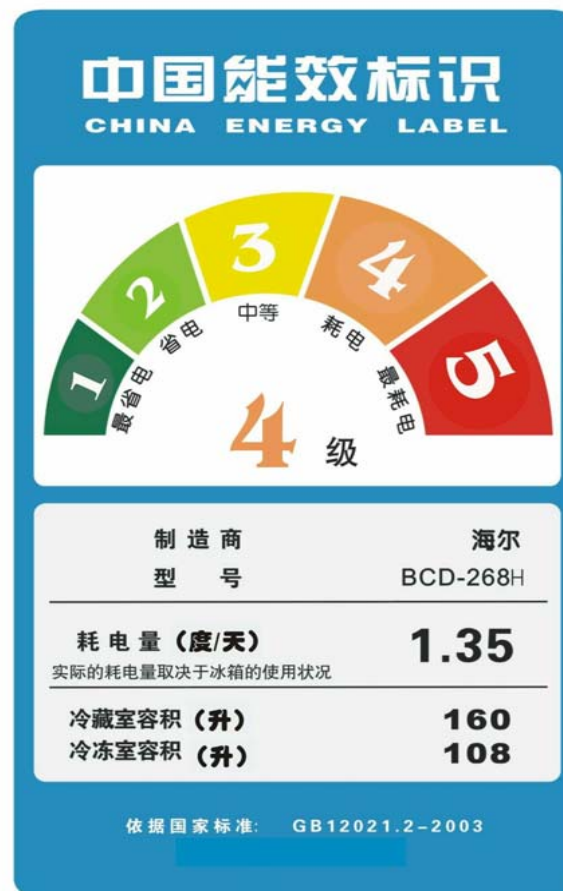 中国能效标识
CHINA ENERGY LABEL
1
2
3
4
5
最省电
省电
中等
耗电
最耗电
4 级
制造商 海尔
型 号 BCD-268H
耗电量(度/天) 1.35
实际的耗电量取决于冰箱的使用状况
冷藏室容积(升) 160
冷冻室容积(升) 108
依据国家标准: GB12021.2-2003